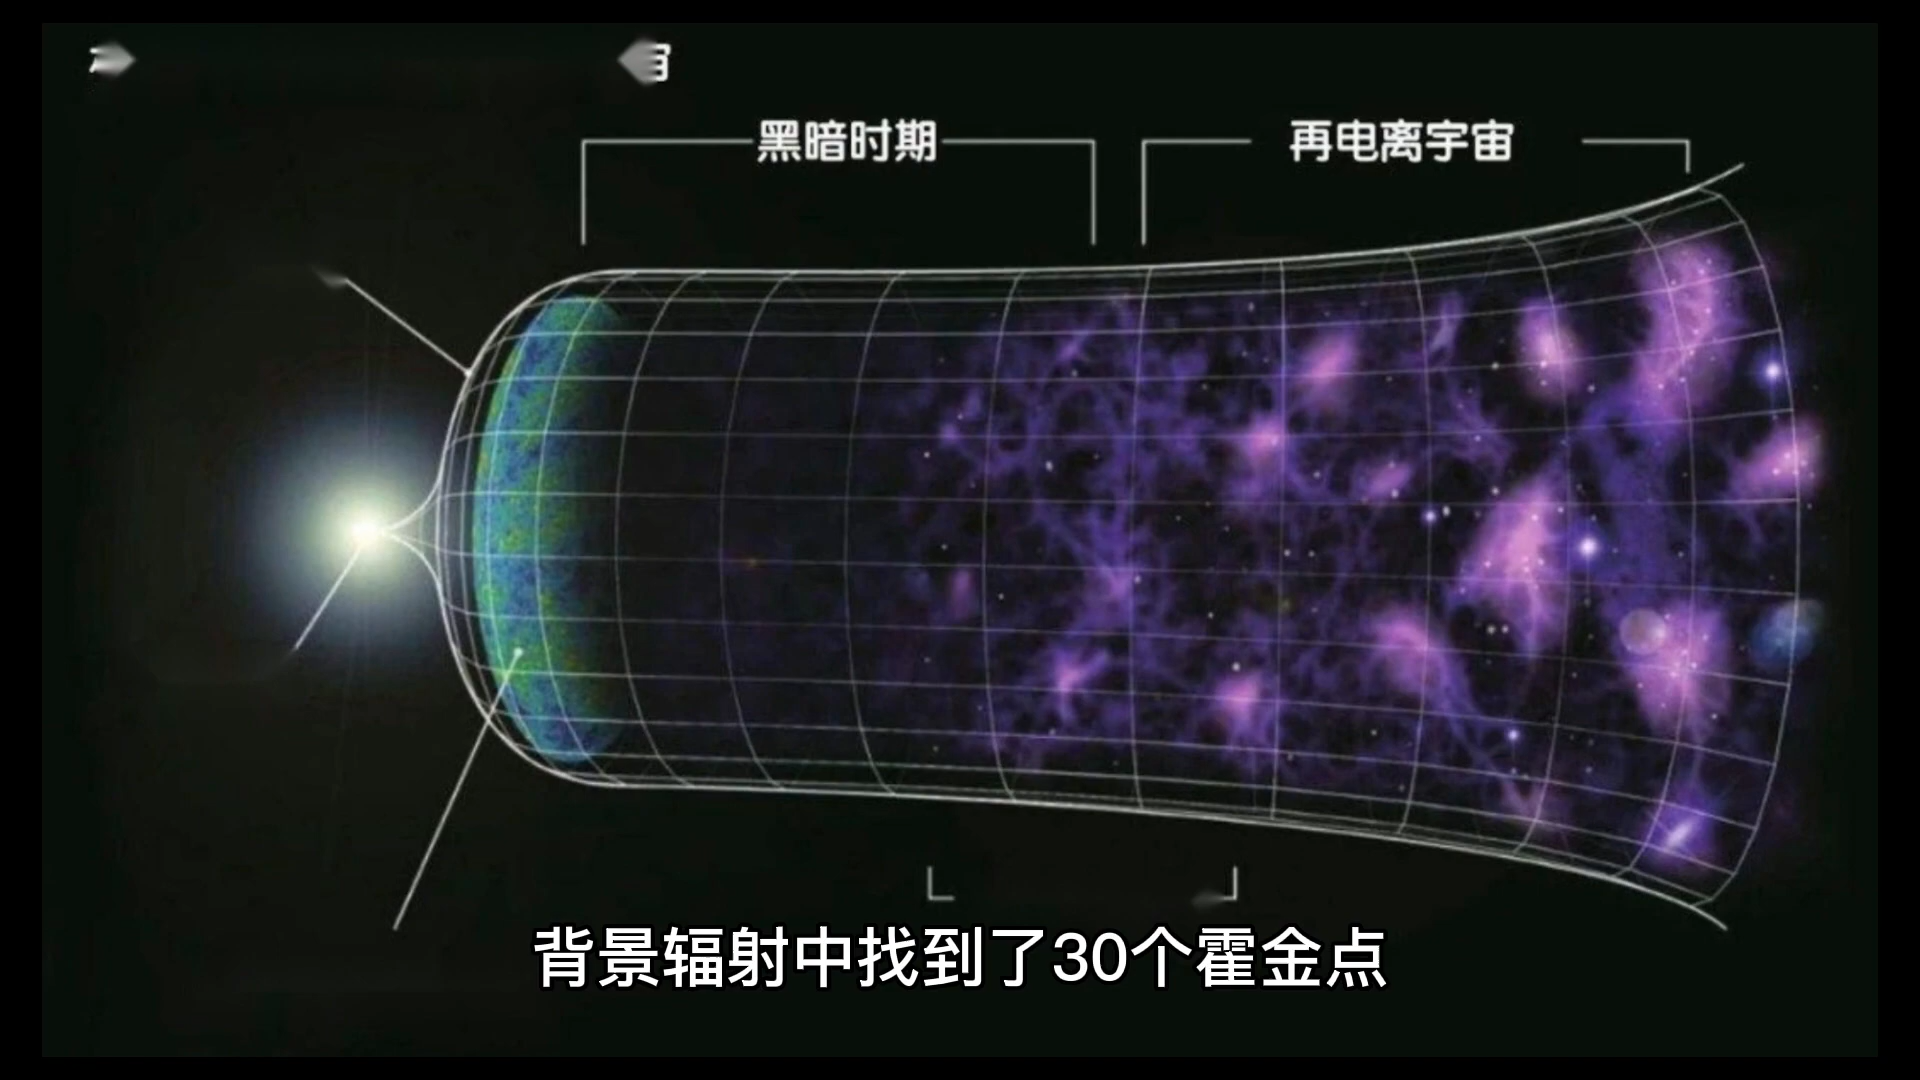 黑暗时期
再电离宇宙
背景辐射中找到了30个霍金点